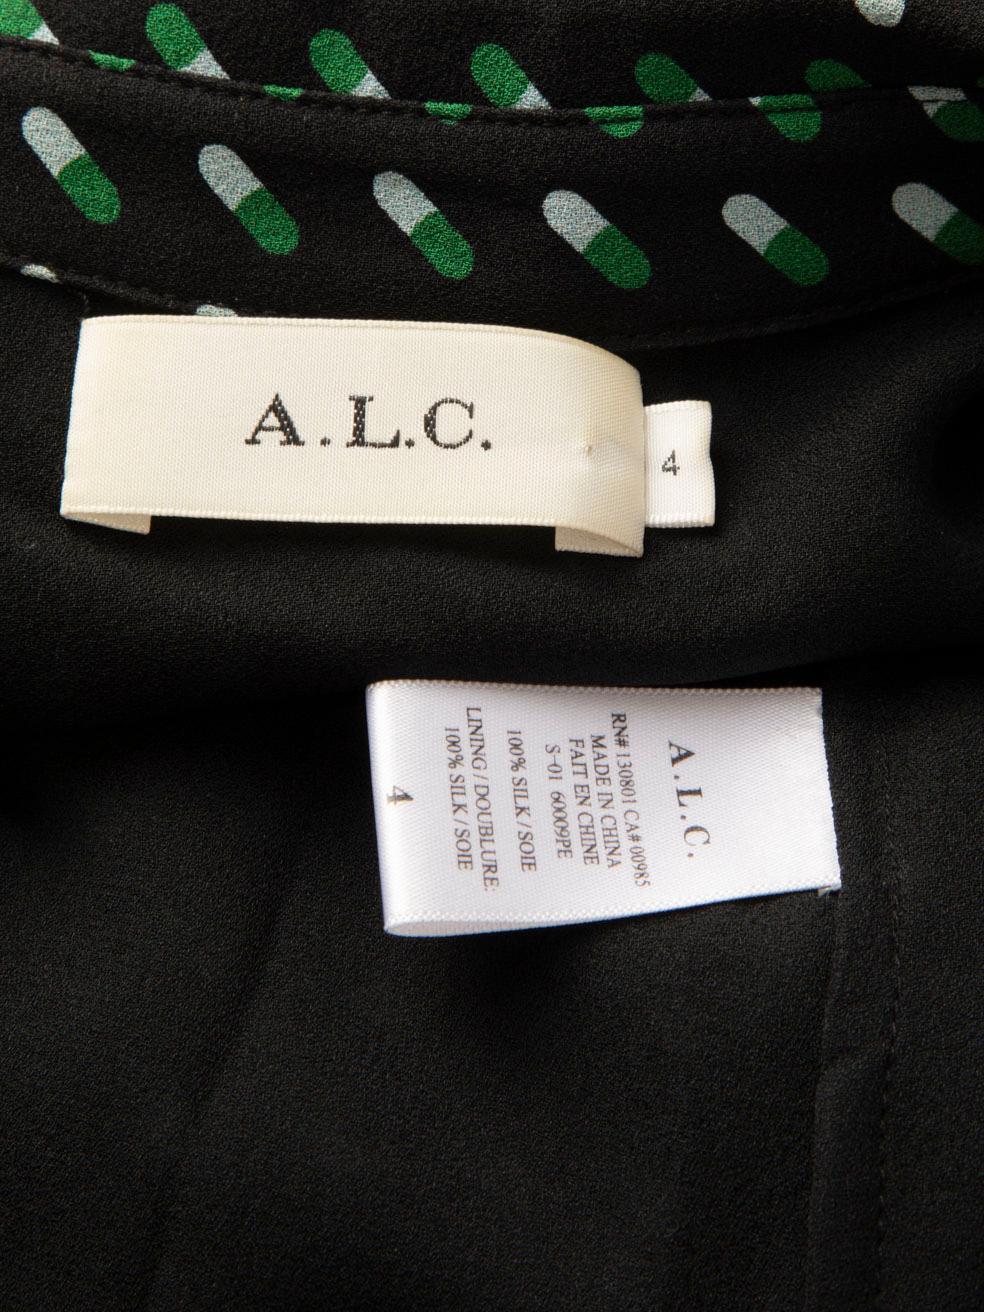 A.L.C.
4
A.L.C.
RN# 130801 CA# 00985
MADE IN CHINA
FAIT EN CHINE
S-01 60009PE
100% SILK / SOIE
LINING / DOUBLURE:
100% SILK / SOIE
4